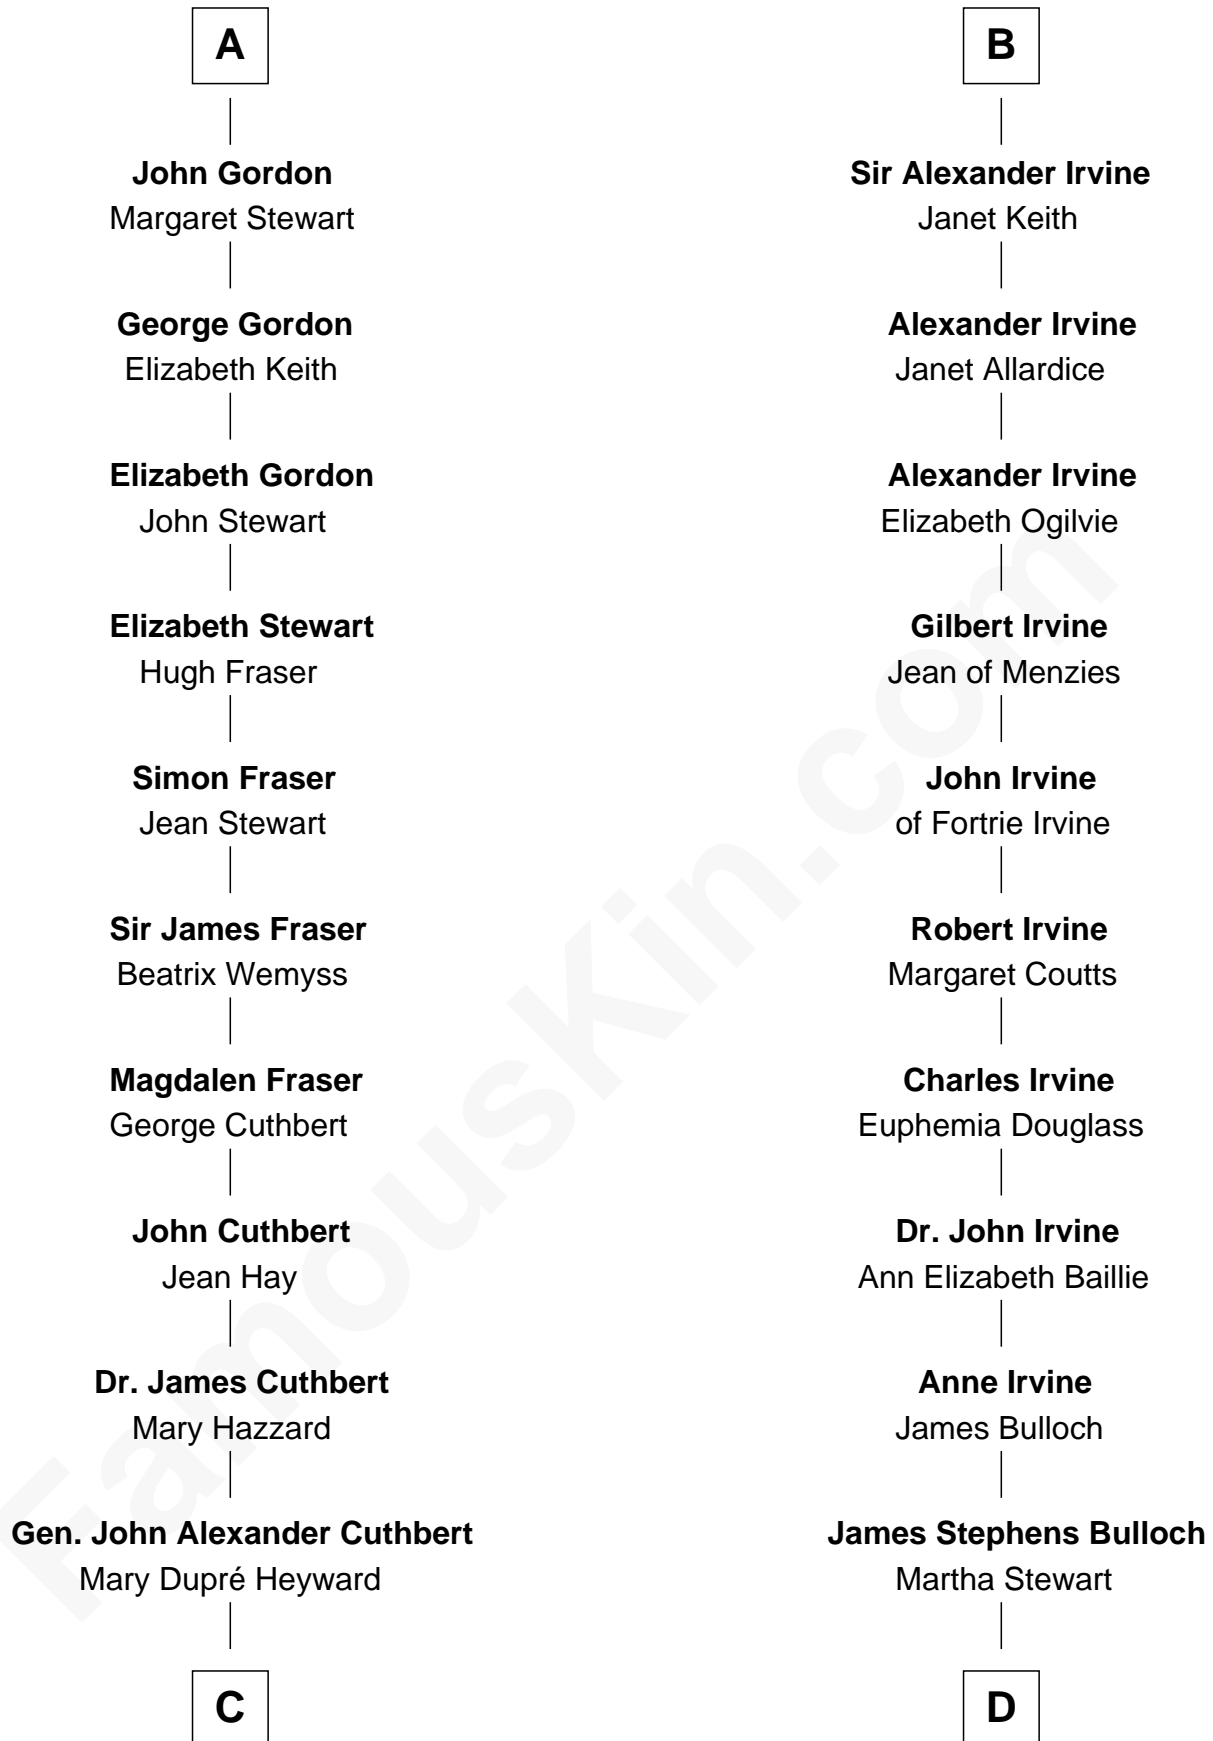 A
John Gordon
Margaret Stewart
George Gordon
Elizabeth Keith
Elizabeth Gordon
John Stewart
Elizabeth Stewart
Hugh Fraser
Simon Fraser
Jean Stewart
Sir James Fraser
Beatrix Wemyss
Magdalen Fraser
George Cuthbert
John Cuthbert
Jean Hay
Dr. James Cuthbert
Mary Hazzard
Gen. John Alexander Cuthbert
Mary Dupré Heyward
C
B
Sir Alexander Irvine
Janet Keith
Alexander Irvine
Janet Allardice
Alexander Irvine
Elizabeth Ogilvie
Gilbert Irvine
Jean of Menzies
John Irvine
of Fortrie Irvine
Robert Irvine
Margaret Coutts
Charles Irvine
Euphemia Douglass
Dr. John Irvine
Ann Elizabeth Baillie
Anne Irvine
James Bulloch
James Stephens Bulloch
Martha Stewart
D
FamousKin.com